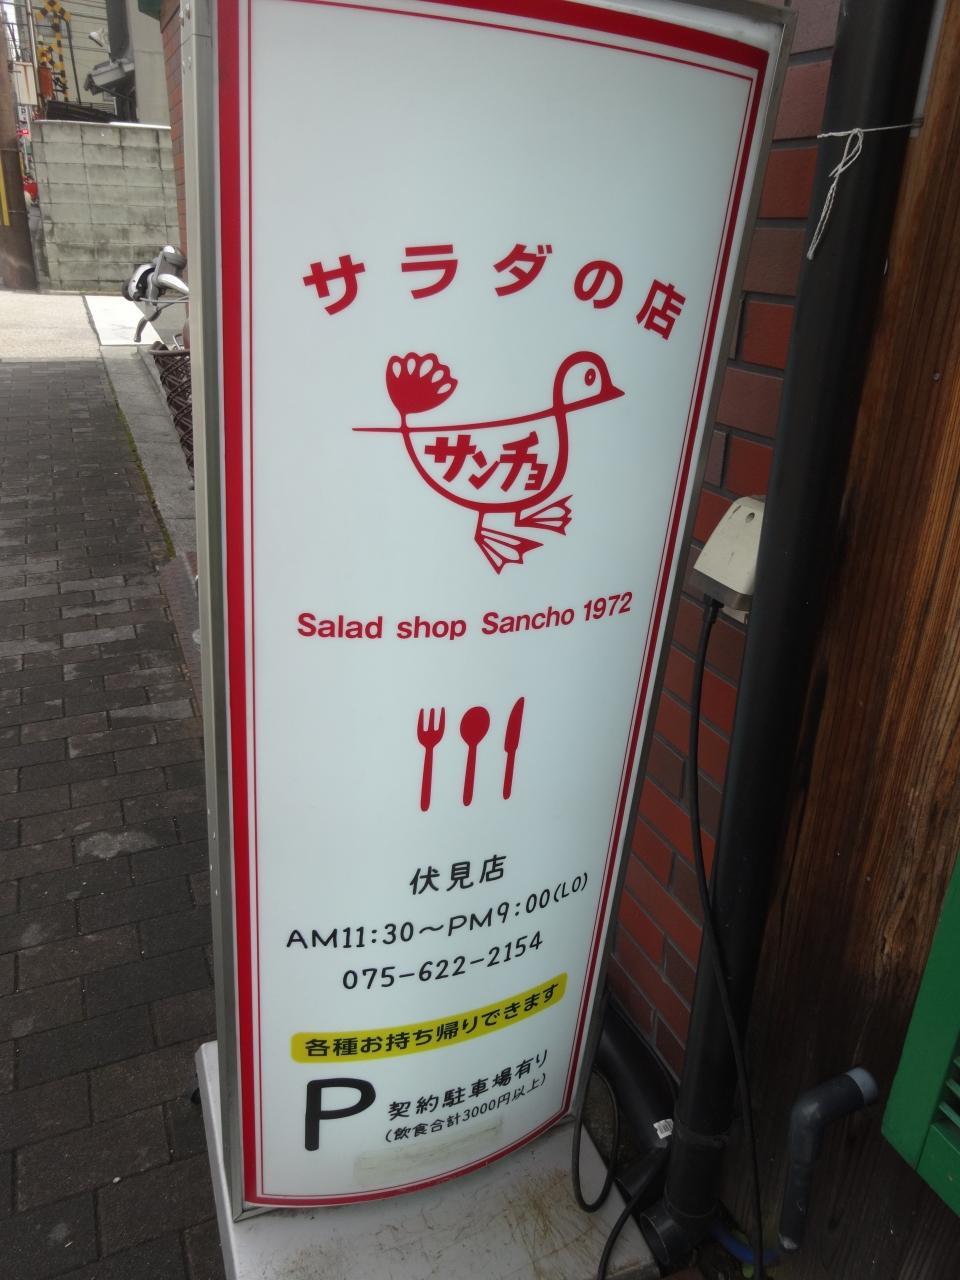 サラダの店
サンチョ
Salad shop Sancho 1972
伏見店
AM11:30～PM9:00(LO)
075-622-2154
各種お持ち帰りできます
P 契約駐車場有り
(飲食合計3000円以上)